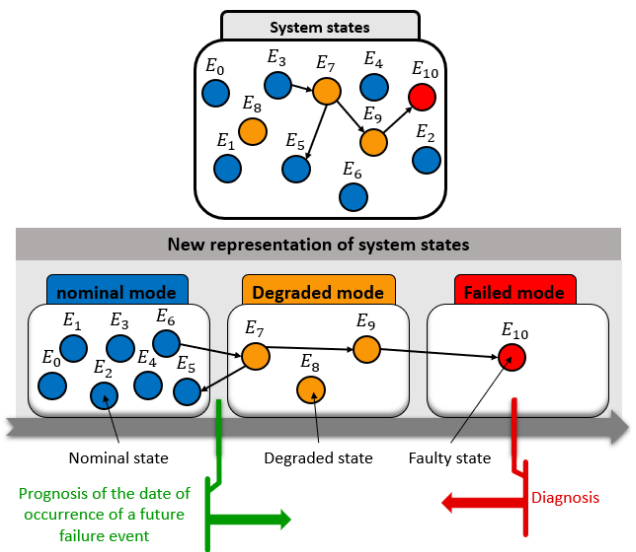 System states
E₀ E₃ E₇ E₄ E₁₀
E₈ E₉
E₁ E₅ E₆ E₂
New representation of system states
nominal mode Degraded mode Failed mode
E₁ E₃ E₆ E₇ E₉ E₁₀
E₀ E₂ E₄ E₅ E₈
Nominal state Degraded state Faulty state
Prognosis of the date of
occurrence of a future
failure event
Diagnosis